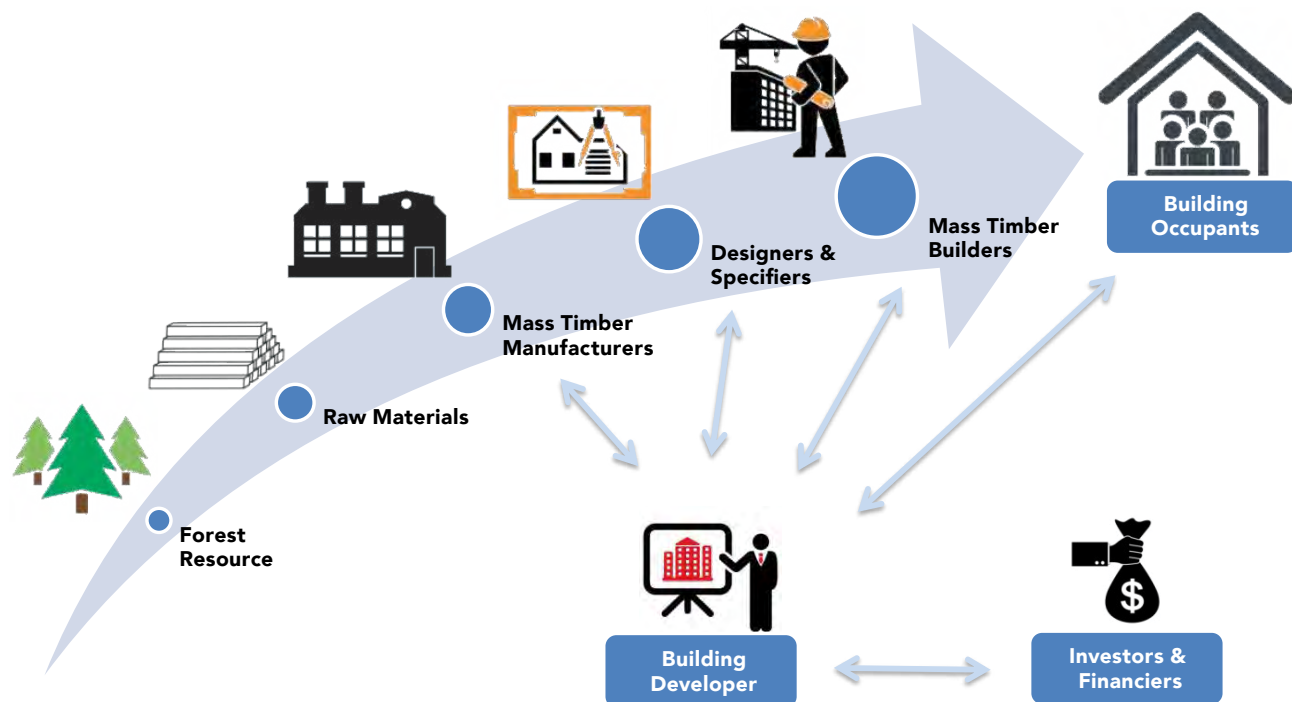 Building
Occupants
Mass Timber
Builders
Designers &
Specifiers
Mass Timber
Manufacturers
Raw Materials
Forest
Resource
$
Building
Developer
Investors &
Financiers